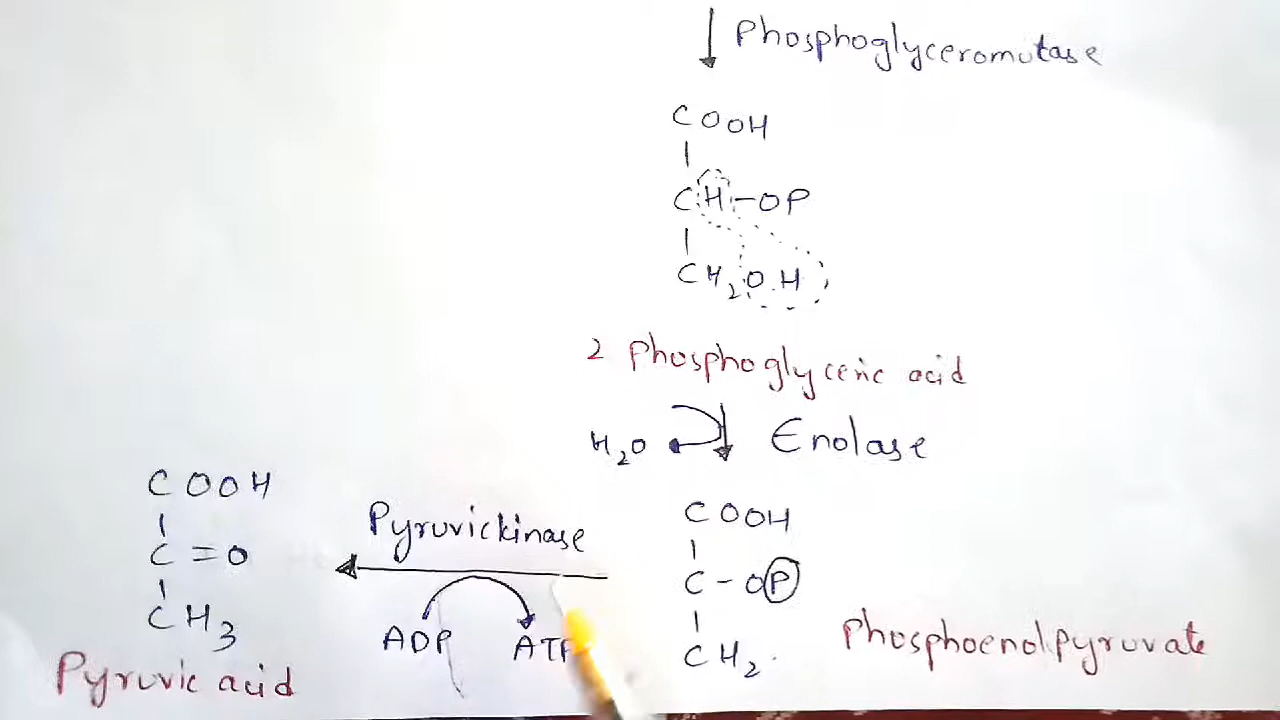 Phosphoglyceromutase
COOH
|
CH-OP
|
CH2OH
2 Phosphoglyceric acid
H2O
Enolase
COOH
|
C=O
|
CH3
Pyruvic acid
Pyruvickinase
ADP
ATP
COOH
|
C-OP
|
CH2
Phosphoenolpyruvate